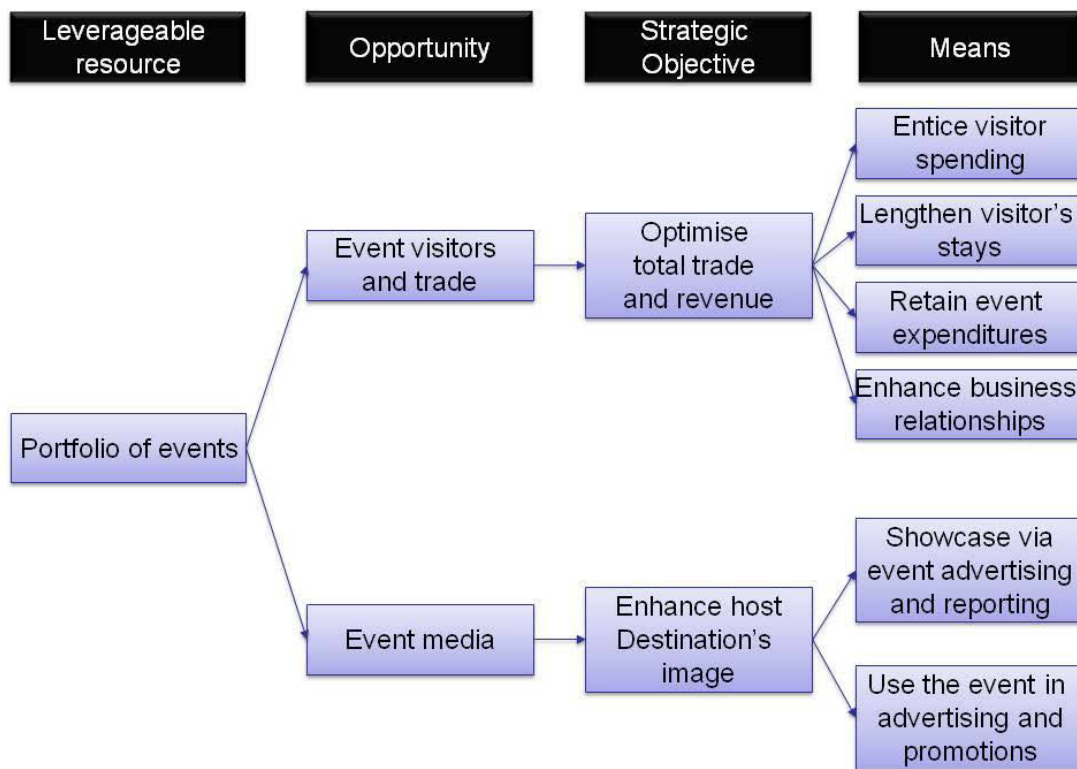 Leverageable
resource
Opportunity
Strategic
Objective
Means
Portfolio of events
Event visitors
and trade
Optimise
total trade
and revenue
Entice visitor
spending
Lengthen visitor's
stays
Retain event
expenditures
Enhance business
relationships
Event media
Enhance host
Destination's
image
Showcase via
event advertising
and reporting
Use the event in
advertising and
promotions